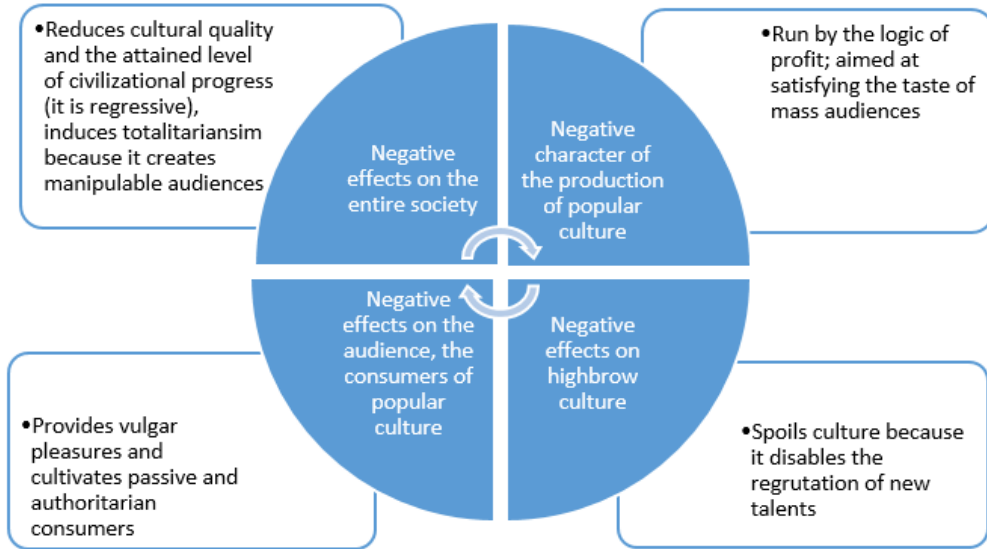 •Reduces cultural quality
and the attained level
of civilizational progress
(it is regressive),
induces totalitariansim
because it creates
manipulable audiences
Negative
effects on the
entire society
•Run by the logic of
profit; aimed at
satisfying the taste of
mass audiences
Negative
character of
the production
of popular
culture
Negative
effects on the
audience, the
consumers of
popular
culture
•Provides vulgar
pleasures and
cultivates passive and
authoritarian
consumers
Negative
effects on
highbrow
culture
•Spoils culture because
it disables the
regrutation of new
talents